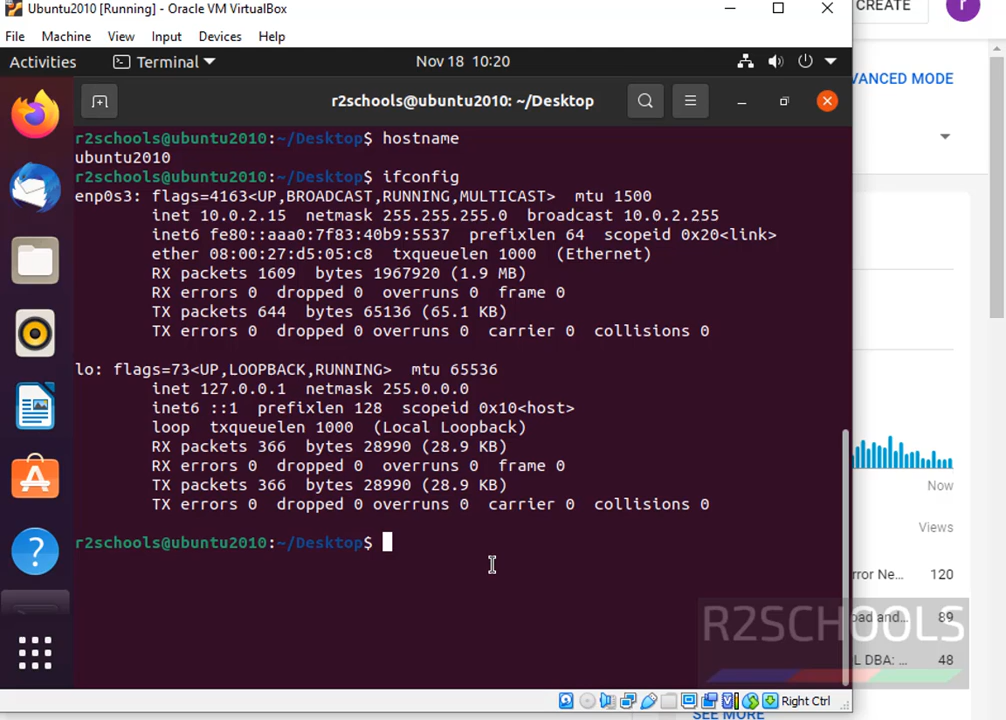 Ubuntu2010 [Running] - Oracle VM VirtualBox
CREATE
r
File Machine View Input Devices Help
Activities Terminal Nov 18 10:20
VANCED MODE
r2schools@ubuntu2010: ~/Desktop
r2schools@ubuntu2010:~/Desktop$ hostname
ubuntu2010
r2schools@ubuntu2010:~/Desktop$ ifconfig
enp0s3: flags=4163<UP,BROADCAST,RUNNING,MULTICAST> mtu 1500
inet 10.0.2.15 netmask 255.255.255.0 broadcast 10.0.2.255
inet6 fe80::aaa0:7f83:40b9:5537 prefixlen 64 scopeid 0x20<link>
ether 08:00:27:d5:05:c8 txqueuelen 1000 (Ethernet)
RX packets 1609 bytes 1967920 (1.9 MB)
RX errors 0 dropped 0 overruns 0 frame 0
TX packets 644 bytes 65136 (65.1 KB)
TX errors 0 dropped 0 overruns 0 carrier 0 collisions 0
lo: flags=73<UP,LOOPBACK,RUNNING> mtu 65536
inet 127.0.0.1 netmask 255.0.0.0
inet6 ::1 prefixlen 128 scopeid 0x10<host>
loop txqueuelen 1000 (Local Loopback)
RX packets 366 bytes 28990 (28.9 KB)
RX errors 0 dropped 0 overruns 0 frame 0
TX packets 366 bytes 28990 (28.9 KB)
TX errors 0 dropped 0 overruns 0 carrier 0 collisions 0
r2schools@ubuntu2010:~/Desktop$
Now
Views
rror Ne... 120
oad and... 89
L DBA: ... 48
R2SCHOOLS
Right Ctrl
SEE MORE